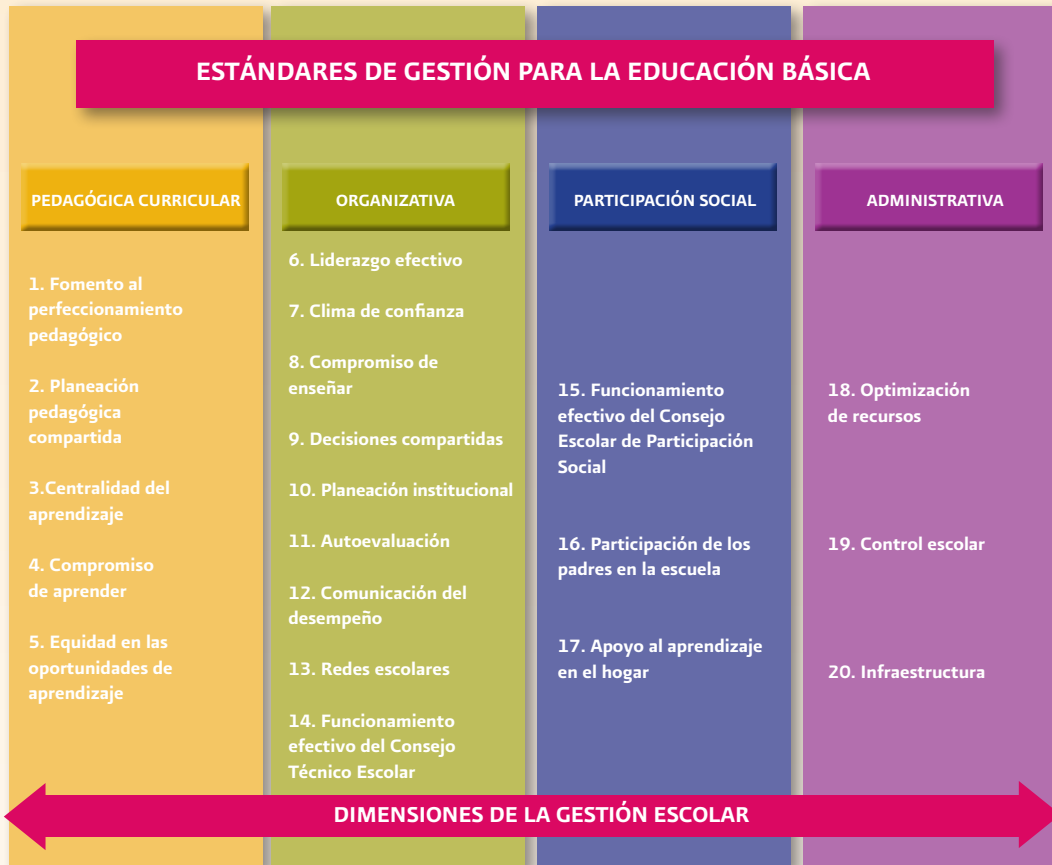 ESTÁNDARES DE GESTIÓN PARA LA EDUCACIÓN BÁSICA
PEDAGÓGICA CURRICULAR
1. Fomento al
perfeccionamiento
pedagógico
2. Planeación
pedagógica
compartida
3.Centralidad del
aprendizaje
4. Compromiso
de aprender
5. Equidad en las
oportunidades de
aprendizaje
ORGANIZATIVA
6. Liderazgo efectivo
7. Clima de confianza
8. Compromiso de
enseñar
9. Decisiones compartidas
10. Planeación institucional
11. Autoevaluación
12. Comunicación del
desempeño
13. Redes escolares
14. Funcionamiento
efectivo del Consejo
Técnico Escolar
PARTICIPACIÓN SOCIAL
15. Funcionamiento
efectivo del Consejo
Escolar de Participación
Social
16. Participación de los
padres en la escuela
17. Apoyo al aprendizaje
en el hogar
ADMINISTRATIVA
18. Optimización
de recursos
19. Control escolar
20. Infraestructura
DIMENSIONES DE LA GESTIÓN ESCOLAR